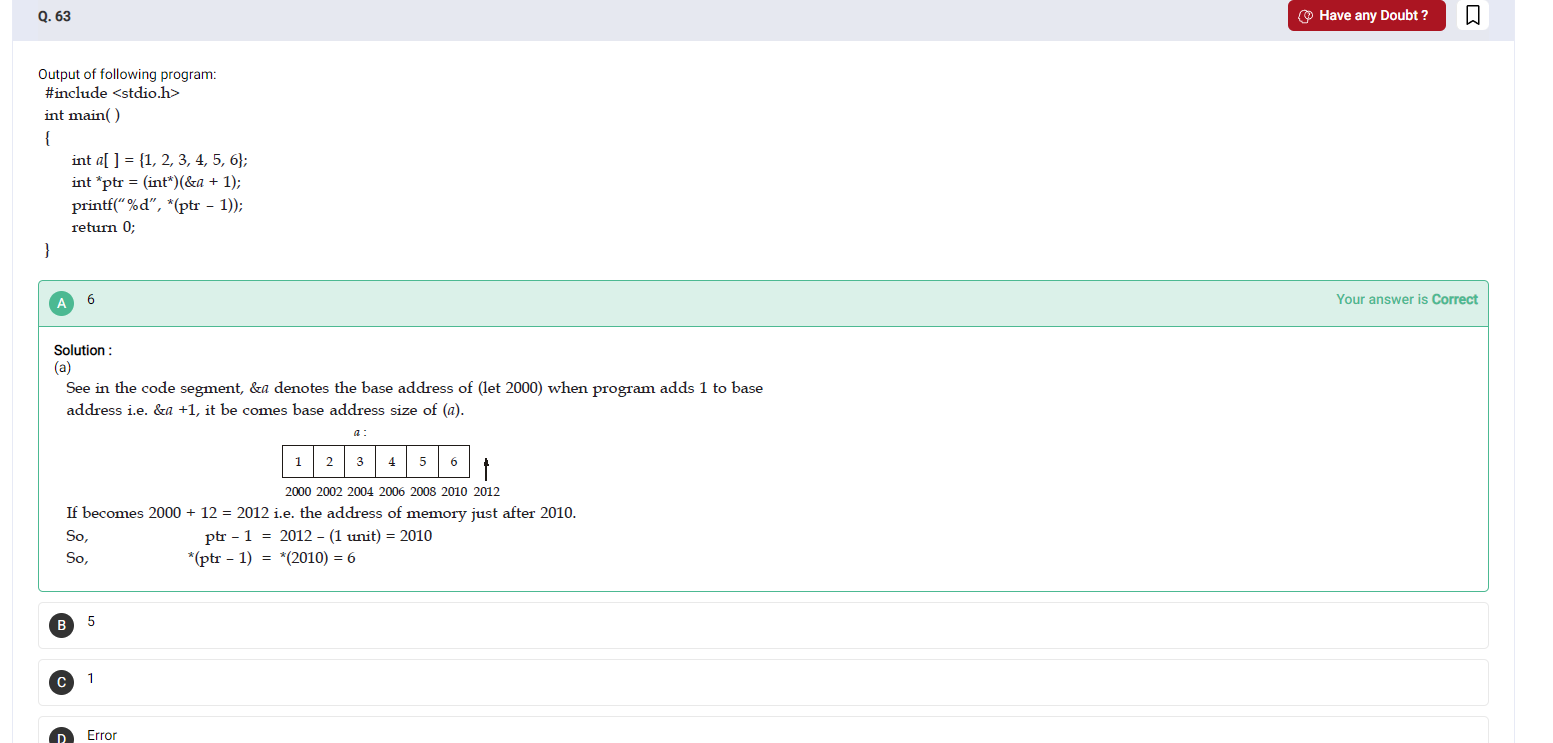 Q. 63
Have any Doubt ?
Output of following program:
#include <stdio.h>
int main( )
{
int a[ ] = {1, 2, 3, 4, 5, 6};
int *ptr = (int*)(&a + 1);
printf(“%d”, *(ptr – 1));
return 0;
}
A 6 Your answer is Correct
Solution :
(a)
See in the code segment, &a denotes the base address of (let 2000) when program adds 1 to base
address i.e. &a +1, it be comes base address size of (a).
a :
1 2 3 4 5 6
2000 2002 2004 2006 2008 2010 2012
If becomes 2000 + 12 = 2012 i.e. the address of memory just after 2010.
So, ptr – 1 = 2012 – (1 unit) = 2010
So, *(ptr – 1) = *(2010) = 6
B 5
C 1
D Error